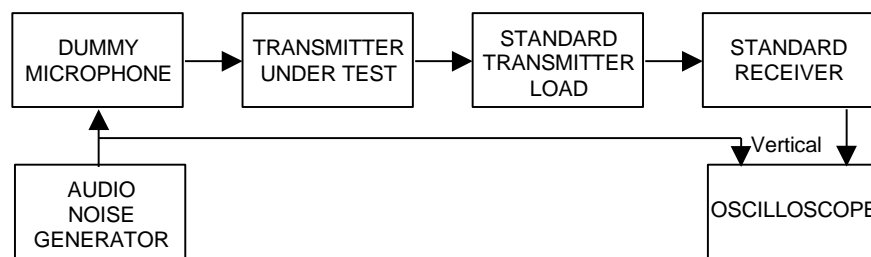 DUMMY
MICROPHONE
TRANSMITTER
UNDER TEST
STANDARD
TRANSMITTER
LOAD
STANDARD
RECEIVER
Vertical
AUDIO
NOISE
GENERATOR
OSCILLOSCOPE